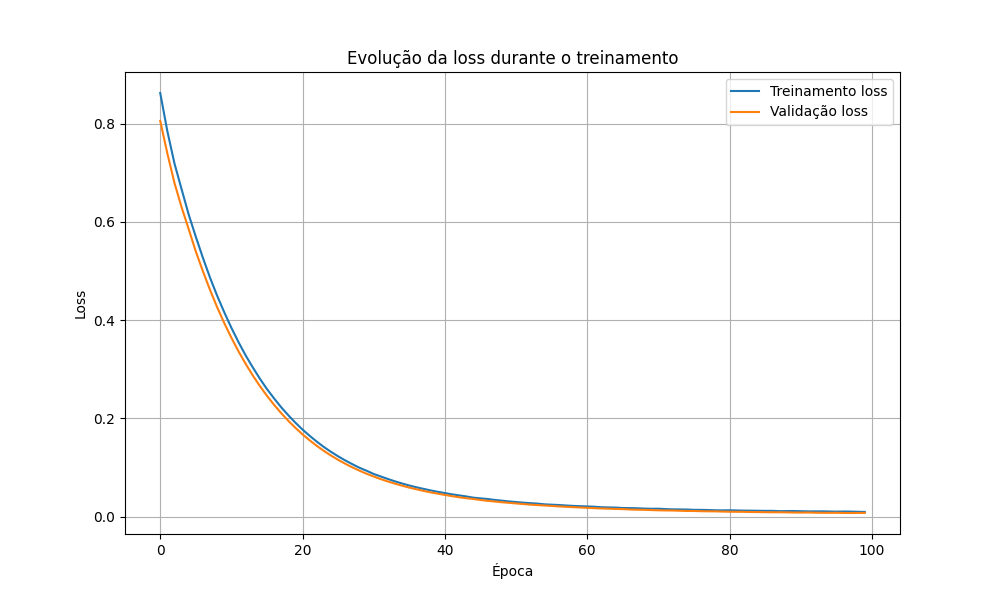 Evolução da loss durante o treinamento
Treinamento loss
Validação loss
Loss
0.8
0.6
0.4
0.2
0.0
0 20 40 60 80 100
Época